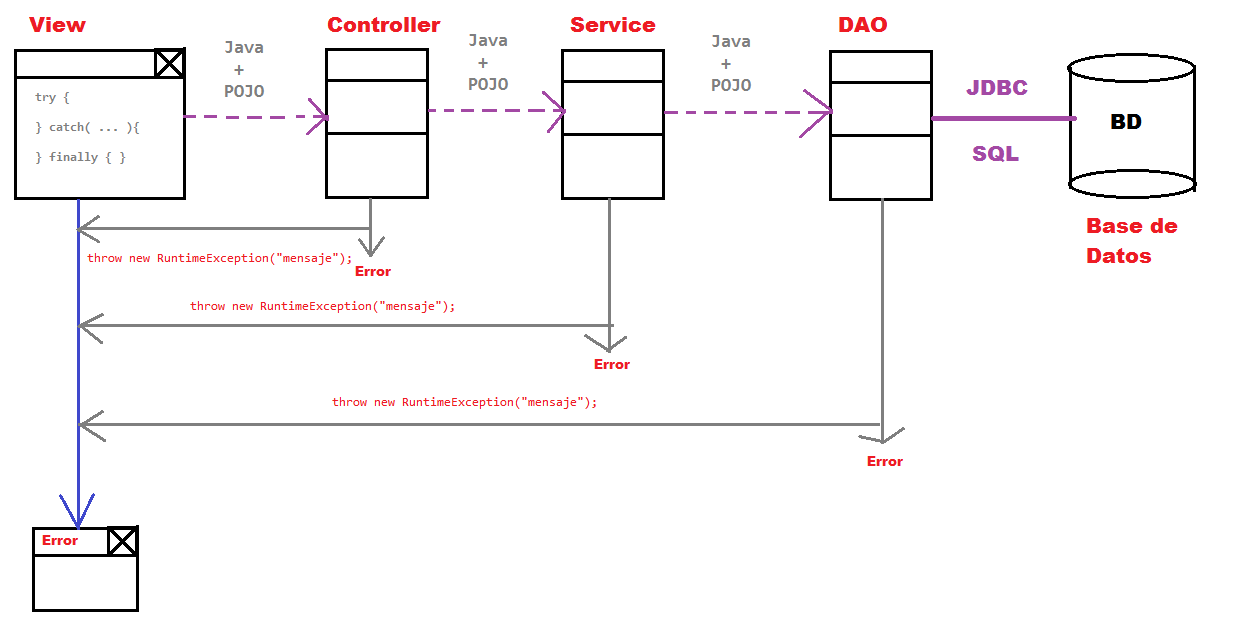 View
Controller
Service
DAO
Java
+
POJO
Java
+
POJO
Java
+
POJO
try {
} catch( ... ){
} finally { }
JDBC
SQL
BD
Base de
Datos
throw new RuntimeException("mensaje");
Error
throw new RuntimeException("mensaje");
Error
throw new RuntimeException("mensaje");
Error
Error